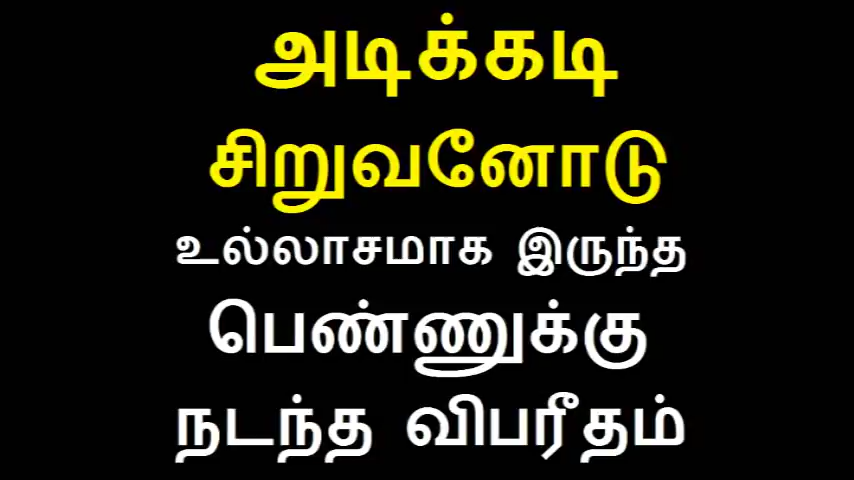 அடிக்கடி
சிறுவனோடு
உல்லாசமாக இருந்த
பெண்ணுக்கு
நடந்த விபரீதம்